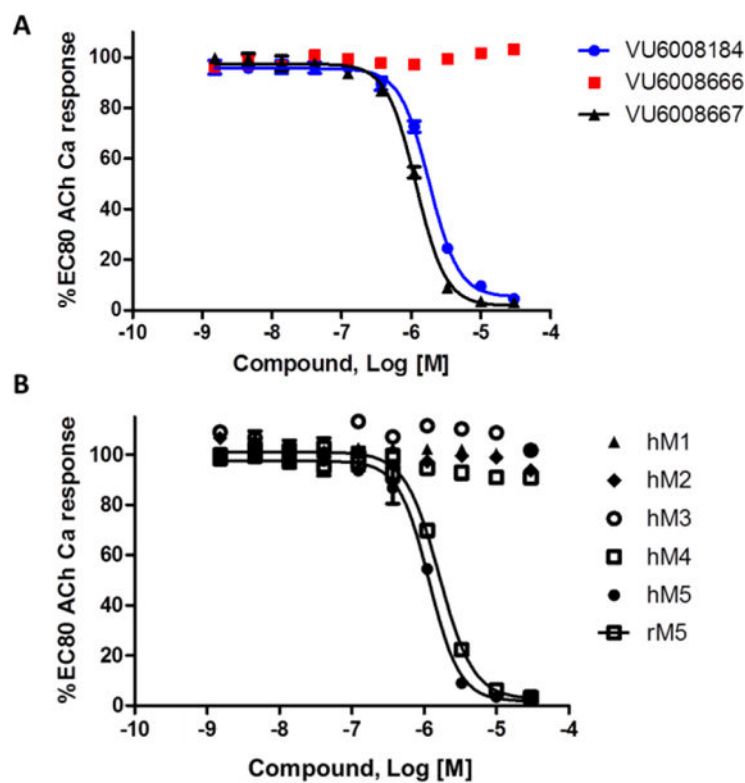 A
%EC80 ACh Ca response
100
80
60
40
20
0
-10
-9
-8
-7
-6
-5
-4
Compound, Log [M]
VU6008184
VU6008666
VU6008667
B
%EC80 ACh Ca response
100
80
60
40
20
0
-10
-9
-8
-7
-6
-5
-4
Compound, Log [M]
hM1
hM2
hM3
hM4
hM5
rM5